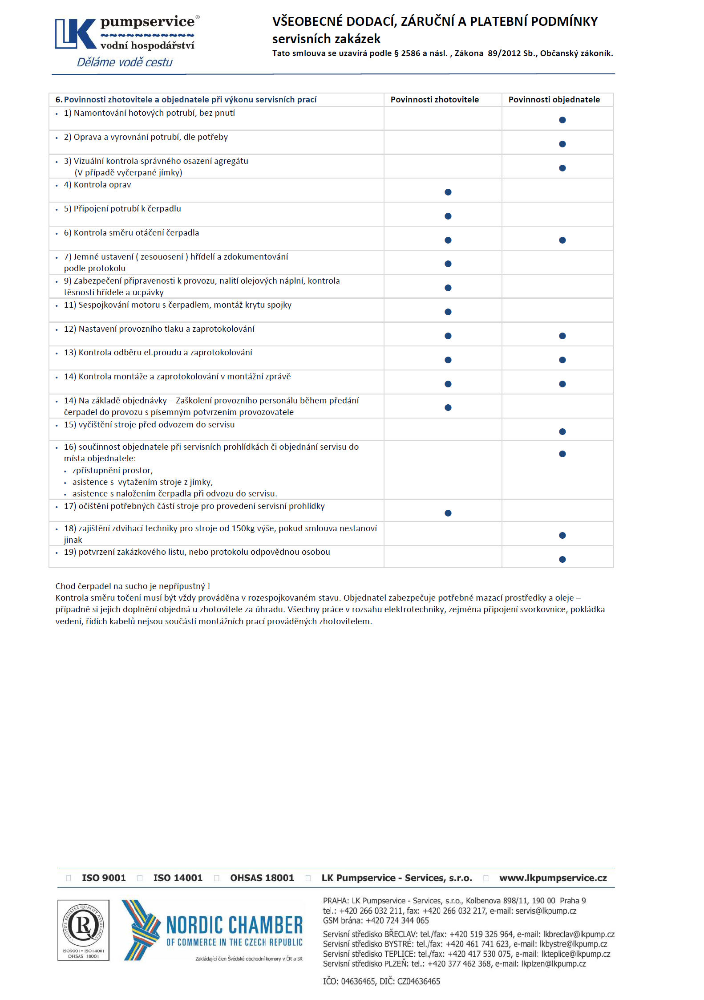 LK pumpservice®
vodní hospodářství
Děláme vodě cestu
VŠEOBECNÉ DODACÍ, ZÁRUČNÍ A PLATEBNÍ PODMÍNKY
servisních zakázek
Tato smlouva se uzavírá podle § 2586 a násl. , Zákona 89/2012 Sb., Občanský zákoník.
6. Povinnosti zhotovitele a objednatele při výkonu servisních prací Povinnosti zhotovitele Povinnosti objednatele
• 1) Namontování hotových potrubí, bez pnutí ●
• 2) Oprava a vyrovnání potrubí, dle potřeby ●
• 3) Vizuální kontrola správného osazení agregátu ●
(V případě vyčerpané jímky)
• 4) Kontrola oprav ●
• 5) Připojení potrubí k čerpadlu ●
• 6) Kontrola směru otáčení čerpadla ● ●
• 7) Jemné ustavení ( zesouosení ) hřídelí a zdokumentování ●
podle protokolu
• 9) Zabezpečení připravenosti k provozu, nalití olejových náplní, kontrola ●
těsností hřídele a ucpávky
• 11) Sespojkování motoru s čerpadlem, montáž krytu spojky ●
• 12) Nastavení provozního tlaku a zaprotokolování ● ●
• 13) Kontrola odběru el.proudu a zaprotokolování ● ●
• 14) Kontrola montáže a zaprotokolování v montážní zprávě ● ●
• 14) Na základě objednávky – Zaškolení provozního personálu během předání ●
čerpadel do provozu s písemným potvrzením provozovatele
• 15) vyčištění stroje před odvozem do servisu ●
• 16) součinnost objednatele při servisních prohlídkách či objednání servisu do ●
místa objednatele:
• zpřístupnění prostor,
• asistence s vytažením stroje z jímky,
• asistence s naložením čerpadla při odvozu do servisu.
• 17) očištění potřebných částí stroje pro provedení servisní prohlídky ●
• 18) zajištění zdvihací techniky pro stroje od 150kg výše, pokud smlouva nestanoví ●
jinak
• 19) potvrzení zakázkového listu, nebo protokolu odpovědnou osobou ●
Chod čerpadel na sucho je nepřípustný !
Kontrola směru točení musí být vždy prováděna v rozespojkovaném stavu. Objednatel zabezpečuje potřebné mazací prostředky a oleje –
případně si jejich doplnění objedná u zhotovitele za úhradu. Všechny práce v rozsahu elektrotechniky, zejména připojení svorkovnice, pokládka
vedení, řídích kabelů nejsou součástí montážních prací prováděných zhotovitelem.
ISO 9001 ISO 14001 OHSAS 18001 LK Pumpservice - Services, s.r.o. www.lkpumpservice.cz
LLOYD'S REGISTER QUALITY ASSURANCE
LRQ
ISO9001 • ISO14001
OHSAS 18001
NORDIC CHAMBER
OF COMMERCE IN THE CZECH REPUBLIC
Zakládající člen Švédské obchodní komory v ČR a SR
PRAHA: LK Pumpservice - Services, s.r.o., Kolbenova 898/11, 190 00 Praha 9
tel.: +420 266 032 211, fax: +420 266 032 217, e-mail: servis@lkpump.cz
GSM brána: +420 724 344 065
Servisní středisko BŘECLAV: tel./fax: +420 519 326 964, e-mail: lkbreclav@lkpump.cz
Servisní středisko BYSTRÉ: tel./fax: +420 461 741 623, e-mail: lkbystre@lkpump.cz
Servisní středisko TEPLICE: tel./fax: +420 417 530 075, e-mail: lkteplice@lkpump.cz
Servisní středisko PLZEŇ: tel.: +420 377 462 368, e-mail: lkplzen@lkpump.cz
IČO: 04636465, DIČ: CZ04636465